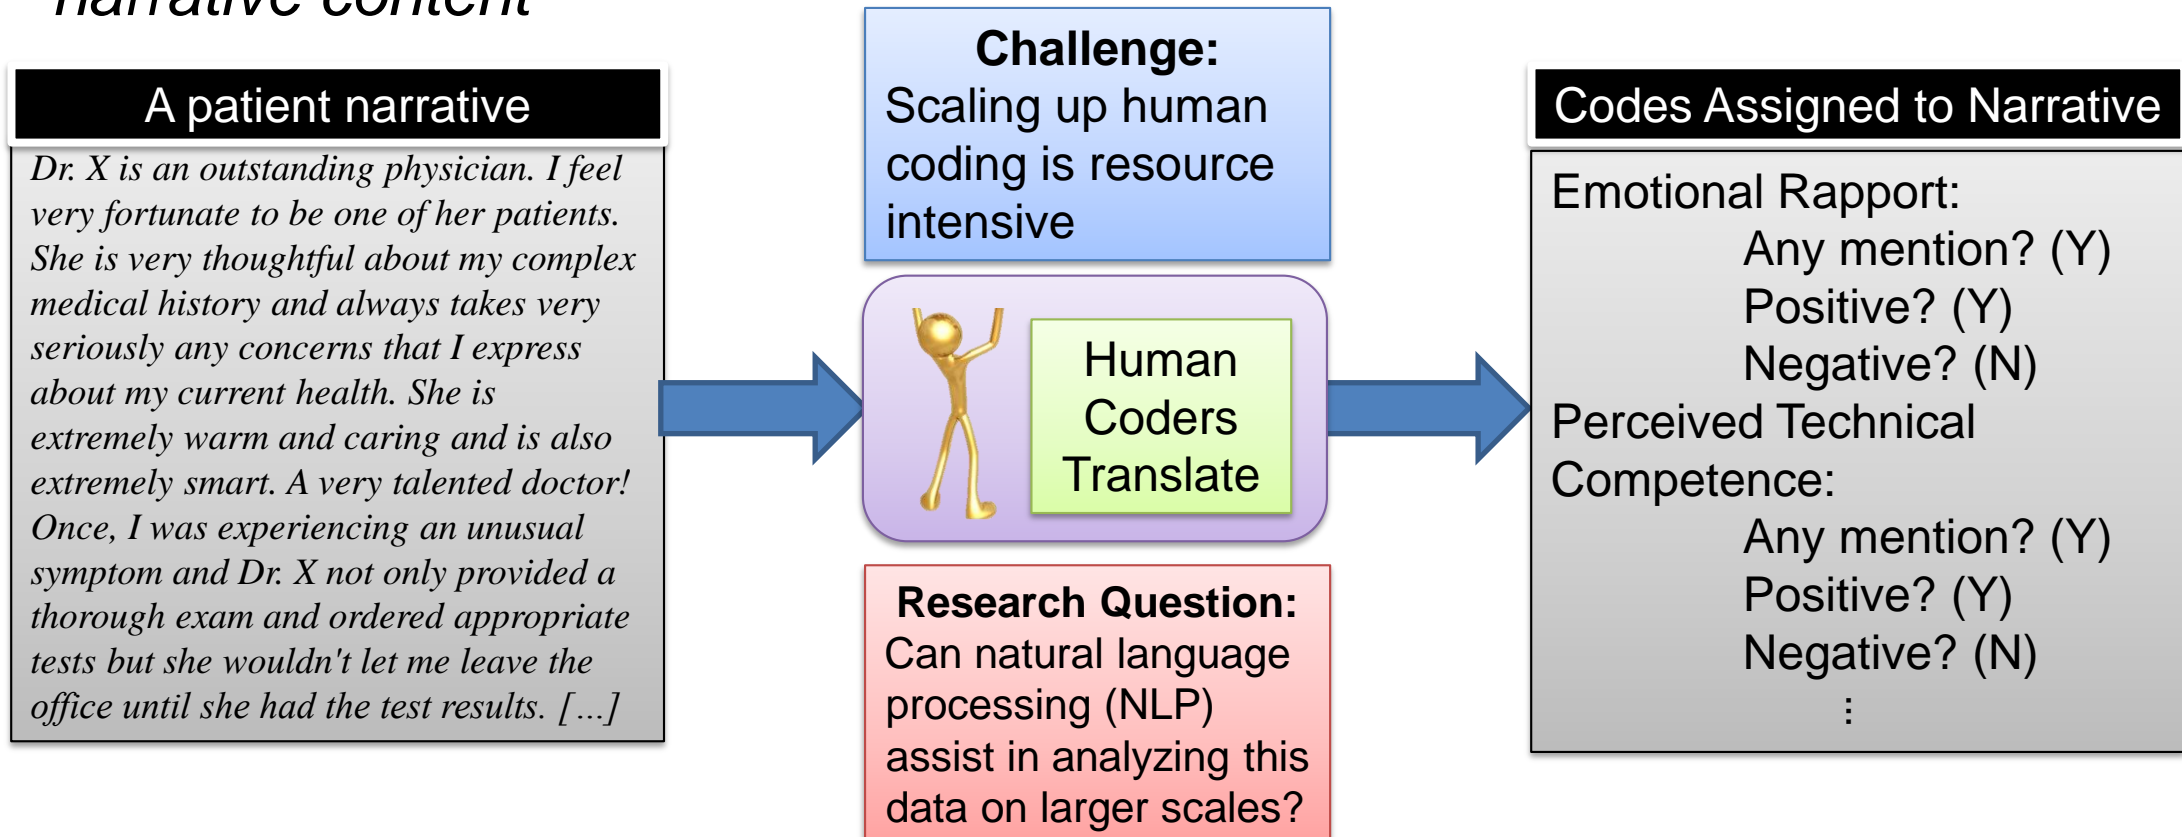 narrative content
A patient narrative
Dr. X is an outstanding physician. I feel
very fortunate to be one of her patients.
She is very thoughtful about my complex
medical history and always takes very
seriously any concerns that I express
about my current health. She is
extremely warm and caring and is also
extremely smart. A very talented doctor!
Once, I was experiencing an unusual
symptom and Dr. X not only provided a
thorough exam and ordered appropriate
tests but she wouldn't let me leave the
office until she had the test results. […]
Challenge:
Scaling up human
coding is resource
intensive
Human
Coders
Translate
Research Question:
Can natural language
processing (NLP)
assist in analyzing this
data on larger scales?
Codes Assigned to Narrative
Emotional Rapport:
Any mention? (Y)
Positive? (Y)
Negative? (N)
Perceived Technical
Competence:
Any mention? (Y)
Positive? (Y)
Negative? (N)
⋮